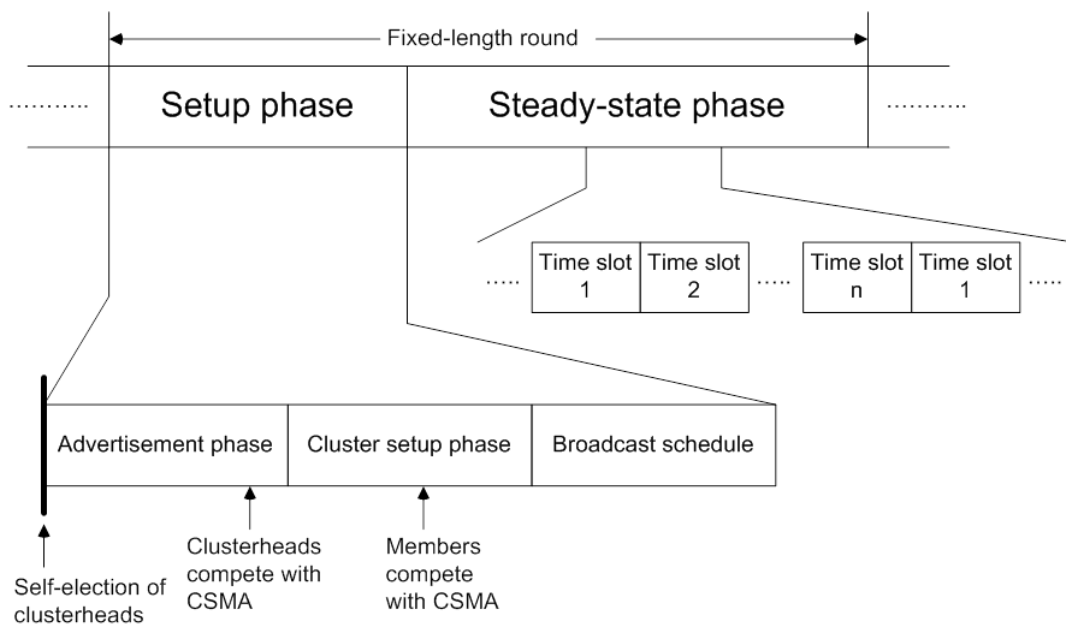 Fixed-length round
........... Setup phase Steady-state phase ...........
Time slot 1
Time slot 2
Time slot n
Time slot 1
.....
.....
.....
Advertisement phase
Cluster setup phase
Broadcast schedule
Self-election of
clusterheads
Clusterheads
compete with
CSMA
Members
compete
with CSMA